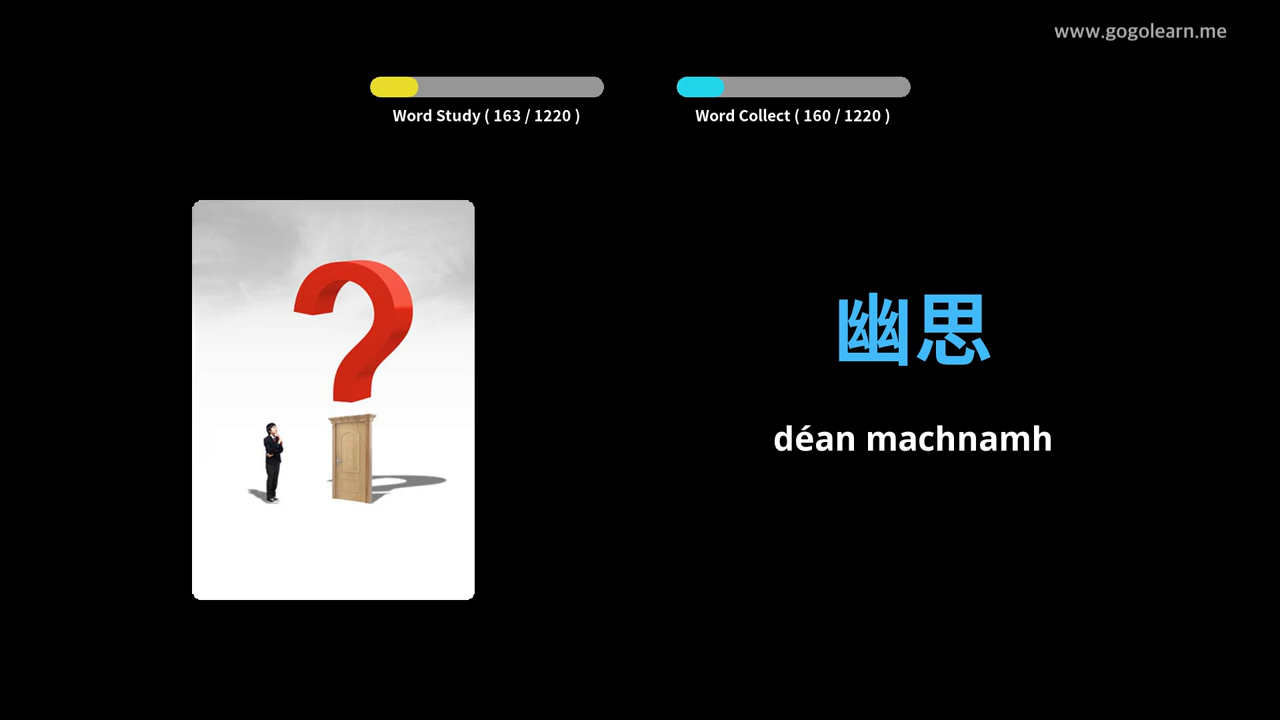 www.gogolearn.me
Word Study ( 163 / 1220 )
Word Collect ( 160 / 1220 )
幽思
déan machnamh